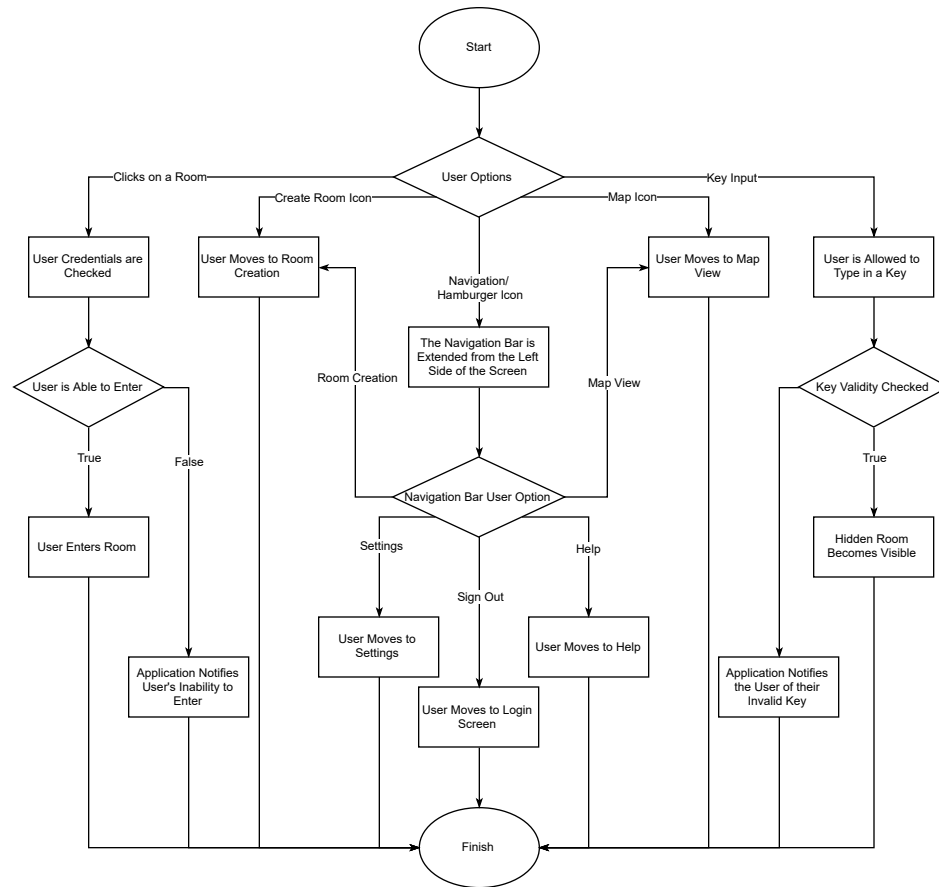 Start
User Options
Clicks on a Room
Key Input
Create Room Icon
Map Icon
User Credentials are
Checked
User Moves to Room
Creation
Navigation/
Hamburger Icon
User Moves to Map
View
User is Allowed to
Type in a Key
The Navigation Bar is
Extended from the Left
Side of the Screen
User is Able to Enter
Room Creation
Map View
Key Validity Checked
True
False
True
Navigation Bar User Option
User Enters Room
Settings
Help
Hidden Room
Becomes Visible
Sign Out
User Moves to
Settings
User Moves to Help
Application Notifies
User's Inability to
Enter
User Moves to Login
Screen
Application Notifies
the User of their
Invalid Key
Finish